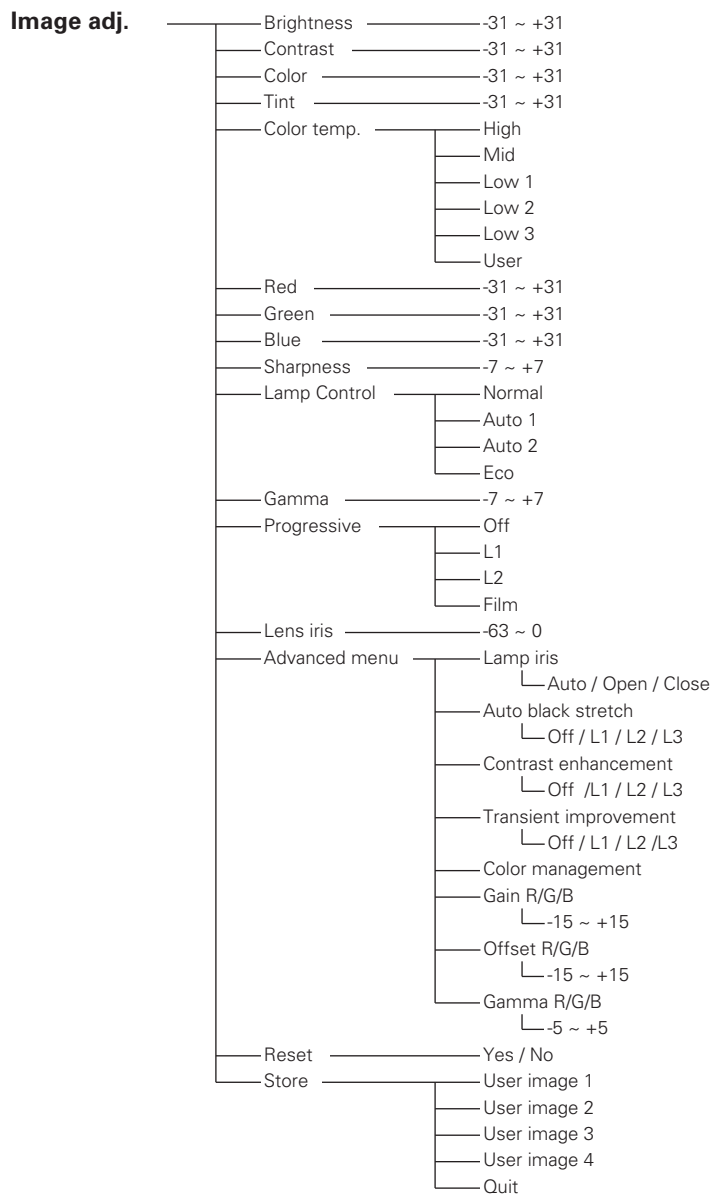 Image adj. Brightness -31 ~ +31
Contrast -31 ~ +31
Color -31 ~ +31
Tint -31 ~ +31
Color temp. High
Mid
Low 1
Low 2
Low 3
User
Red -31 ~ +31
Green -31 ~ +31
Blue -31 ~ +31
Sharpness -7 ~ +7
Lamp Control Normal
Auto 1
Auto 2
Eco
Gamma -7 ~ +7
Progressive Off
L1
L2
Film
Lens iris -63 ~ 0
Advanced menu Lamp iris
Auto / Open / Close
Auto black stretch
Off / L1 / L2 / L3
Contrast enhancement
Off /L1 / L2 / L3
Transient improvement
Off / L1 / L2 /L3
Color management
Gain R/G/B
-15 ~ +15
Offset R/G/B
-15 ~ +15
Gamma R/G/B
-5 ~ +5
Reset Yes / No
Store User image 1
User image 2
User image 3
User image 4
Quit